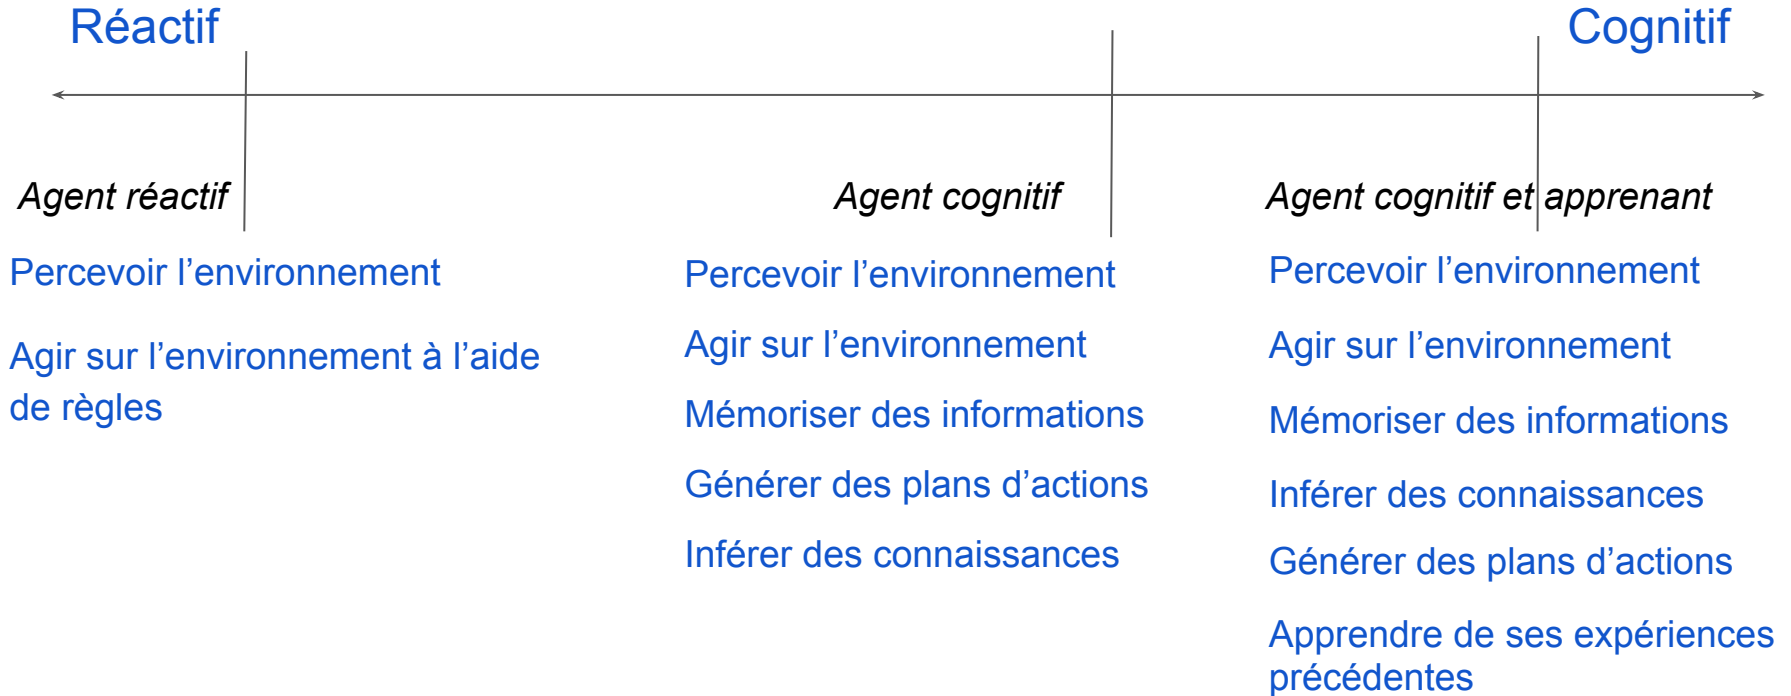 Réactif
Cognitif
Agent réactif
Percevoir l’environnement
Agir sur l’environnement à l’aide
de règles
Agent cognitif
Percevoir l’environnement
Agir sur l’environnement
Mémoriser des informations
Générer des plans d’actions
Inférer des connaissances
Agent cognitif et apprenant
Percevoir l’environnement
Agir sur l’environnement
Mémoriser des informations
Inférer des connaissances
Générer des plans d’actions
Apprendre de ses expériences
précédentes